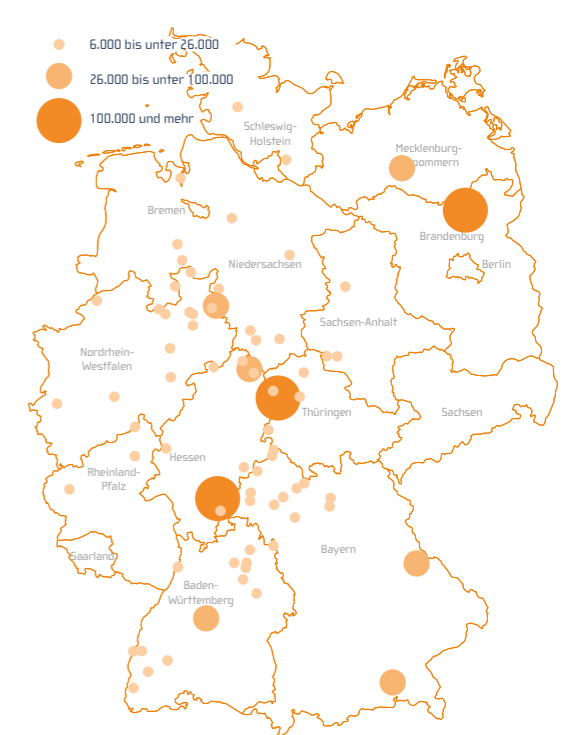 6.000 bis unter 26.000
26.000 bis unter 100.000
100.000 und mehr
Schleswig-
Holstein
Mecklenburg-
pommern
Bremen
Brandenburg
Niedersachsen
Berlin
Sachsen-Anhalt
Nordrhein-
Westfalen
Thüringen
Sachsen
Hessen
Rheinland-
Pfalz
Bayern
Saarland
Baden-
Württemberg